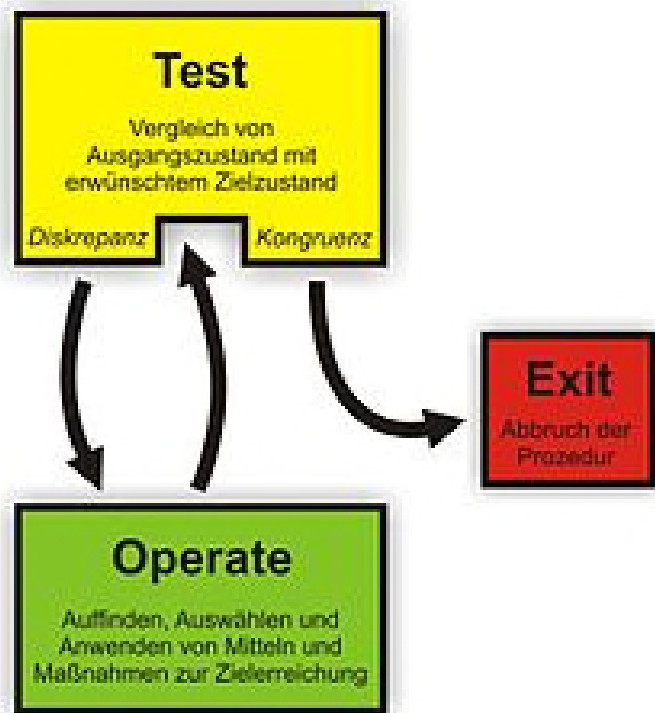 Test
Vergleich von
Ausgangszustand mit
erwünschtem Zielzustand
Diskrepanz
Kongruenz
Exit
Abbruch der
Prozedur
Operate
Auffinden, Auswählen und
Anwenden von Mitteln und
Maßnahmen zur Zielerreichung